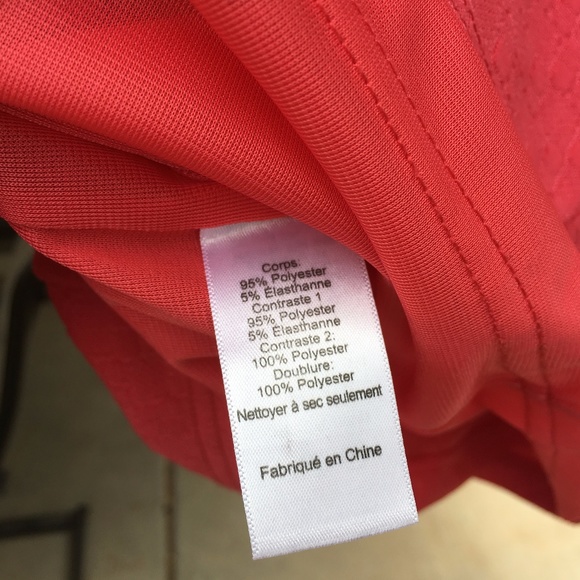 Corps:
95% Polyester
5% Élasthanne
Contraste 1
95% Polyester
5% Élasthanne
Contraste 2:
100% Polyester
Doublure:
100% Polyester
Nettoyer à sec seulement
Fabriqué en Chine